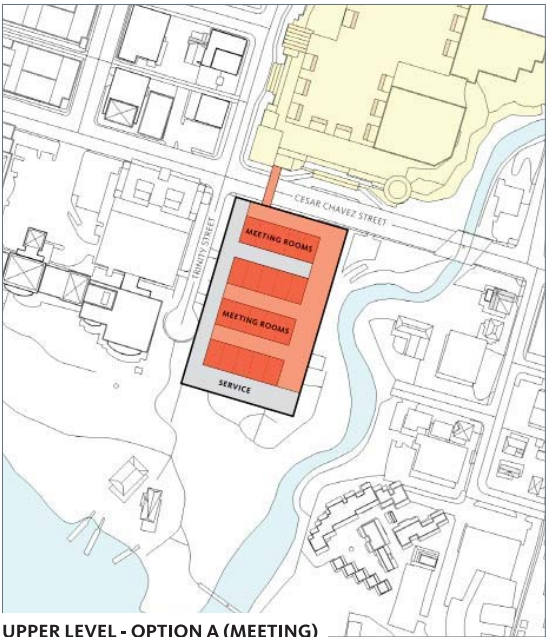 CESAR CHAVEZ STREET
TRINITY STREET
MEETING ROOMS
MEETING ROOMS
SERVICE
UPPER LEVEL - OPTION A (MEETING)